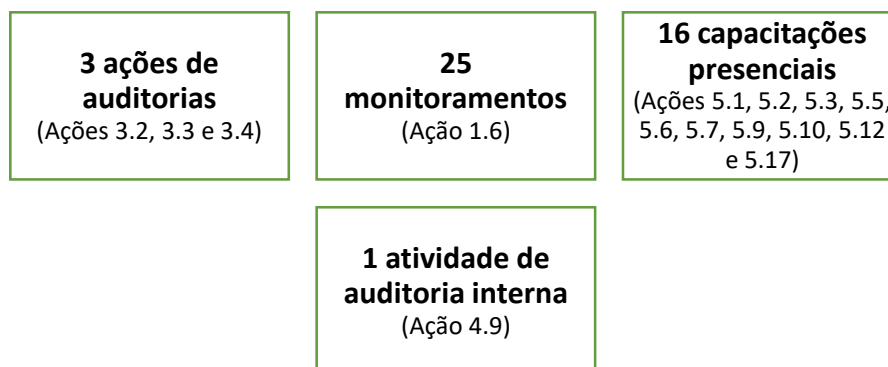 3 ações de
auditorias
(Ações 3.2, 3.3 e 3.4)
25
monitoramentos
(Ação 1.6)
16 capacitações
presenciais
(Ações 5.1, 5.2, 5.3, 5.5,
5.6, 5.7, 5.9, 5.10, 5.12
e 5.17)
1 atividade de
auditoria interna
(Ação 4.9)